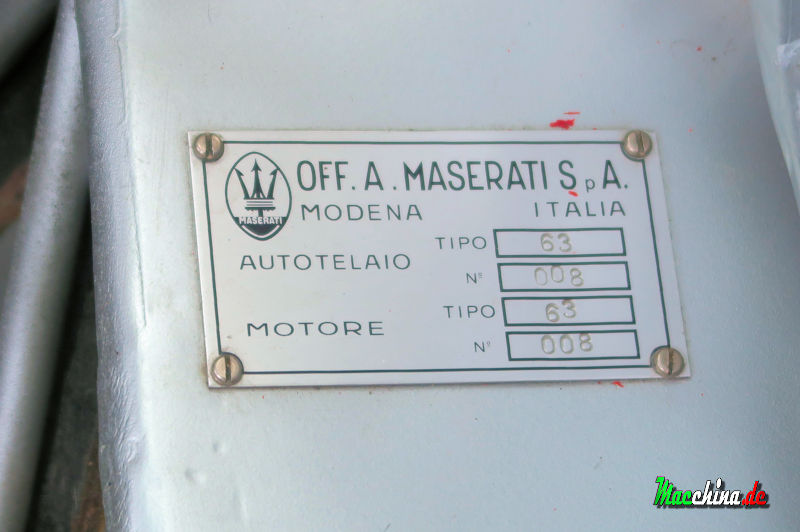 OFF. A. MASERATI S.p A.
MASERATI
MODENA ITALIA
AUTOTELAIO TIPO 63
Nº 008
MOTORE TIPO 63
Nº 008
Macchina.de